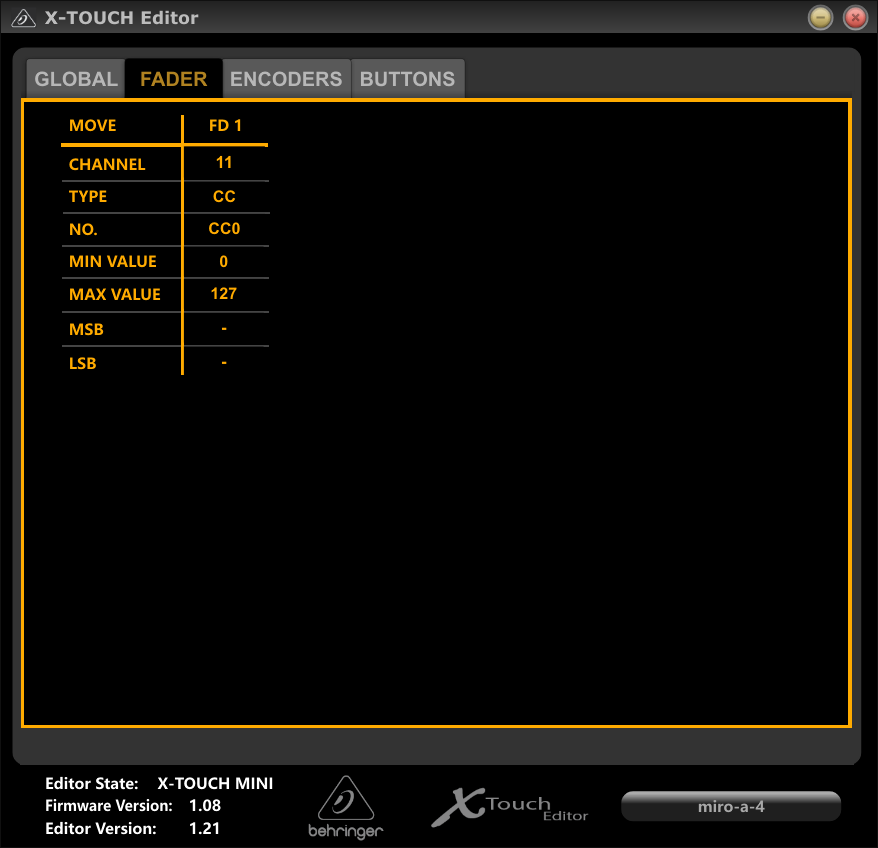 X-TOUCH Editor
GLOBAL FADER ENCODERS BUTTONS
MOVE FD 1
CHANNEL 11
TYPE CC
NO. CC0
MIN VALUE 0
MAX VALUE 127
MSB -
LSB -
Editor State: X-TOUCH MINI
Firmware Version: 1.08
Editor Version: 1.21
behringer
X Touch Editor
miro-a-4